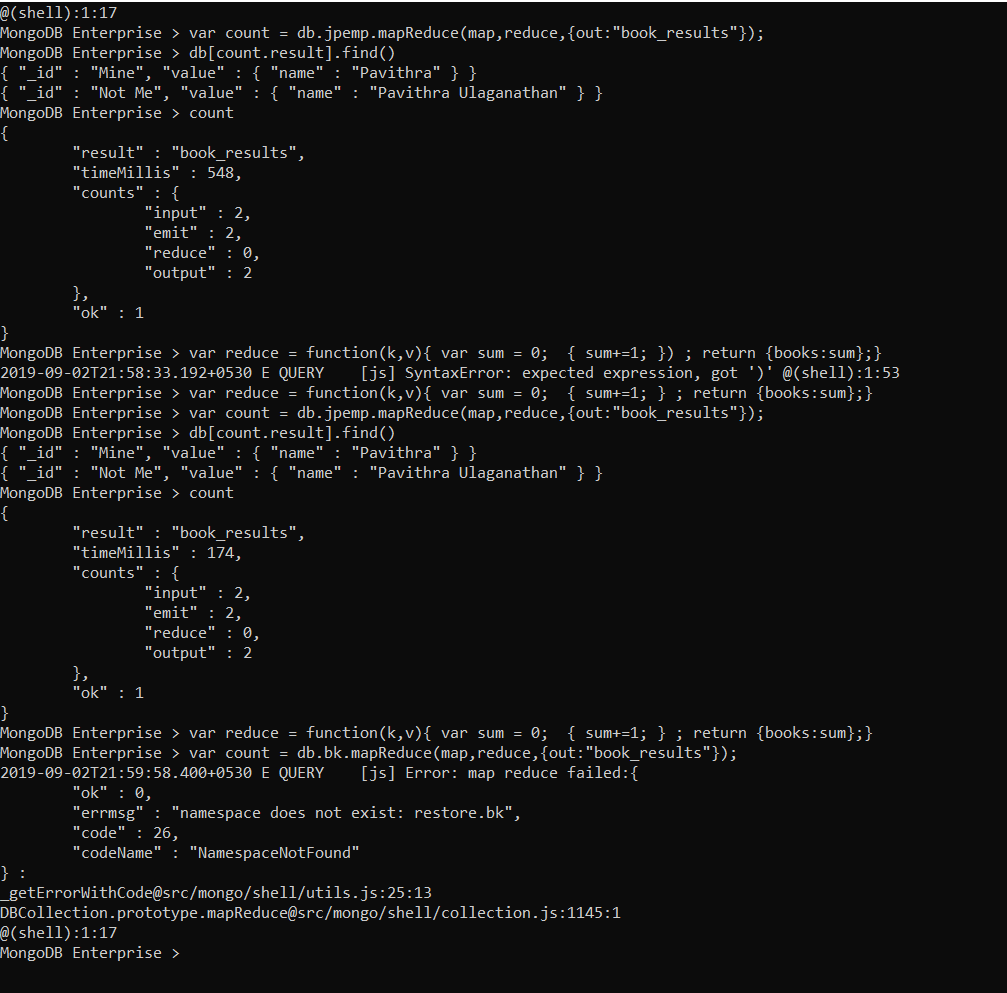 @(shell):1:17
MongoDB Enterprise > var count = db.jpemp.mapReduce(map,reduce,{out:"book_results"});
MongoDB Enterprise > db[count.result].find()
{ "_id" : "Mine", "value" : { "name" : "Pavithra" } }
{ "_id" : "Not Me", "value" : { "name" : "Pavithra Ulaganathan" } }
MongoDB Enterprise > count
{
        "result" : "book_results",
        "timeMillis" : 548,
        "counts" : {
                "input" : 2,
                "emit" : 2,
                "reduce" : 0,
                "output" : 2
        },
        "ok" : 1
}
MongoDB Enterprise > var reduce = function(k,v){ var sum = 0;  { sum+=1; }) ; return {books:sum};}
2019-09-02T21:58:33.192+0530 E QUERY    [js] SyntaxError: expected expression, got ')' @(shell):1:53
MongoDB Enterprise > var reduce = function(k,v){ var sum = 0;  { sum+=1; } ; return {books:sum};}
MongoDB Enterprise > var count = db.jpemp.mapReduce(map,reduce,{out:"book_results"});
MongoDB Enterprise > db[count.result].find()
{ "_id" : "Mine", "value" : { "name" : "Pavithra" } }
{ "_id" : "Not Me", "value" : { "name" : "Pavithra Ulaganathan" } }
MongoDB Enterprise > count
{
        "result" : "book_results",
        "timeMillis" : 174,
        "counts" : {
                "input" : 2,
                "emit" : 2,
                "reduce" : 0,
                "output" : 2
        },
        "ok" : 1
}
MongoDB Enterprise > var reduce = function(k,v){ var sum = 0;  { sum+=1; } ; return {books:sum};}
MongoDB Enterprise > var count = db.bk.mapReduce(map,reduce,{out:"book_results"});
2019-09-02T21:59:58.400+0530 E QUERY    [js] Error: map reduce failed:{
        "ok" : 0,
        "errmsg" : "namespace does not exist: restore.bk",
        "code" : 26,
        "codeName" : "NamespaceNotFound"
} :
_getErrorWithCode@src/mongo/shell/utils.js:25:13
DBCollection.prototype.mapReduce@src/mongo/shell/collection.js:1145:1
@(shell):1:17
MongoDB Enterprise >